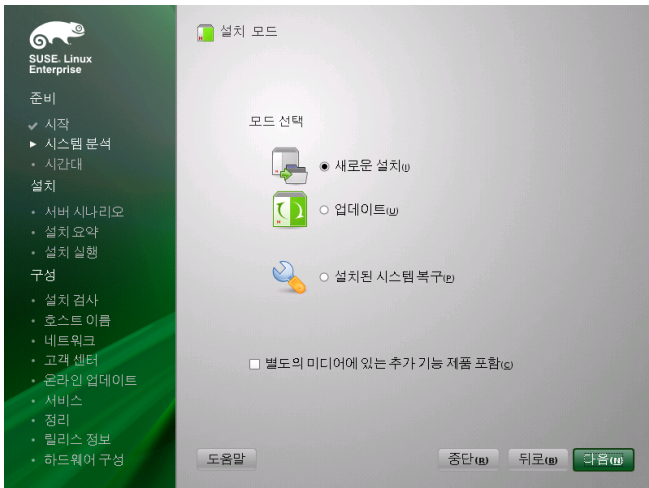 SUSE. Linux
Enterprise
준비
시작
시스템 분석
시간대
설치
서버 시나리오
설치 요약
설치 실행
구성
설치 검사
호스트 이름
네트워크
고객 센터
온라인 업데이트
서비스
정리
릴리스 정보
하드웨어 구성
설치 모드
모드 선택
새로운 설치(I)
업데이트(U)
설치된 시스템 복구(P)
별도의 미디어에 있는 추가 기능 제품 포함(C)
도움말
중단(R)
뒤로(B)
다음(N)